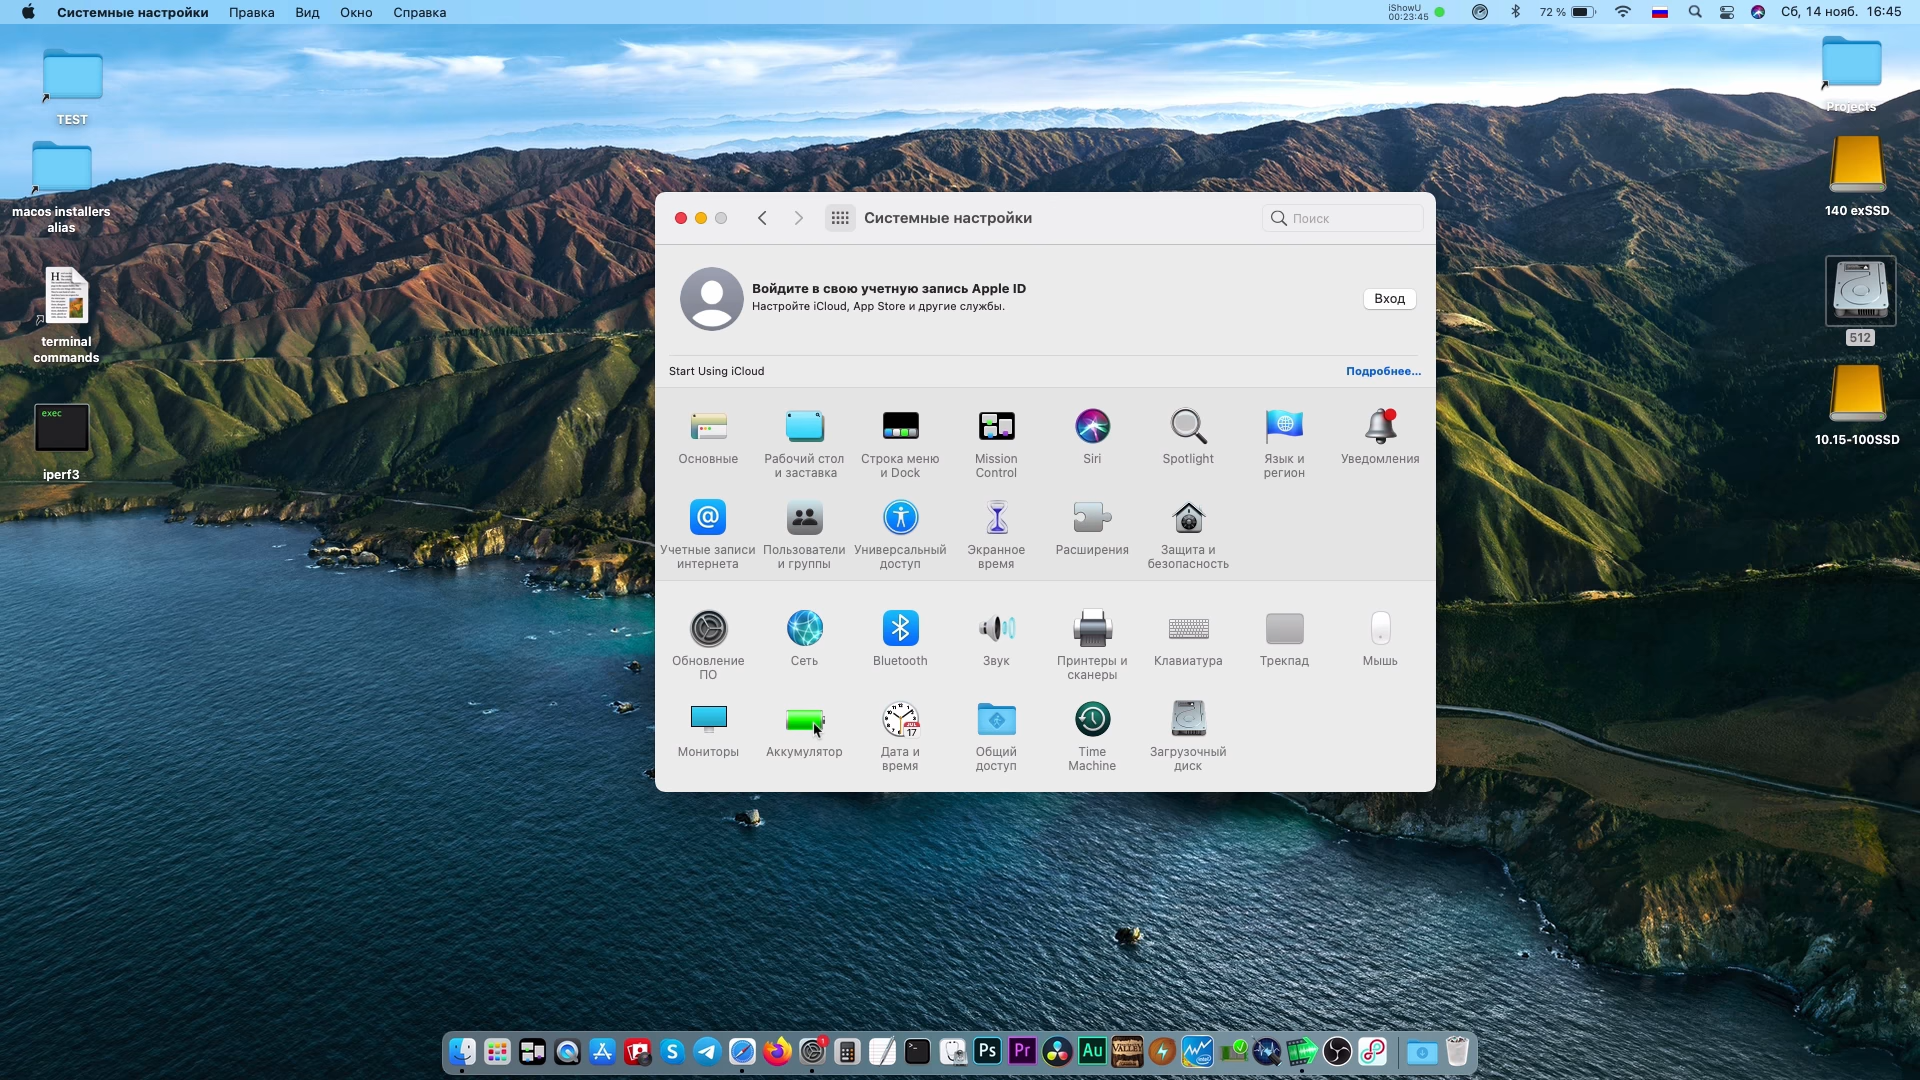 Системные настройки Правка Вид Окно Справка
iShowU
00:23:45
72 %
Сб, 14 нояб. 16:45
TEST
macos installers
alias
terminal
commands
exec
iperf3
Projects
140 exSSD
512
10.15-100SSD
Системные настройки
Поиск
Войдите в свою учетную запись Apple ID
Настройте iCloud, App Store и другие службы.
Вход
Start Using iCloud
Подробнее...
Основные
Рабочий стол
и заставка
Строка меню
и Dock
Mission
Control
Siri
Spotlight
Язык и
регион
Уведомления
Учетные записи
интернета
Пользователи
и группы
Универсальный
доступ
Экранное
время
Расширения
Защита и
безопасность
Обновление
ПО
Сеть
Bluetooth
Звук
Принтеры и
сканеры
Клавиатура
Трекпад
Мышь
Мониторы
Аккумулятор
JUL
17
Дата и
время
Общий
доступ
Time
Machine
Загрузочный
диск
1
Ps
Pr
Au
VALLEY